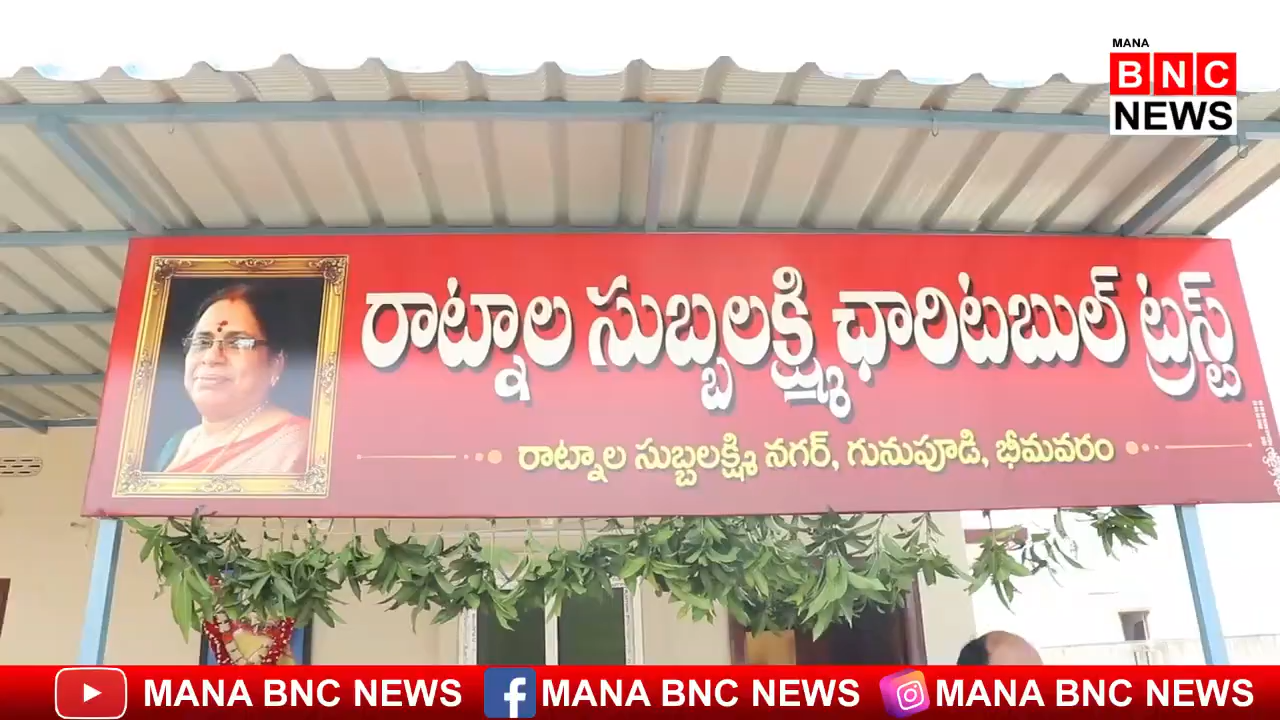 MANA
BNC
NEWS
రాట్నాల సుబ్బలక్ష్మి ఛారిటబుల్ ట్రస్ట్
రాట్నాల సుబ్బలక్ష్మి నగర్, గునుపూడి, భీమవరం
MANA BNC NEWS MANA BNC NEWS MANA BNC NEWS